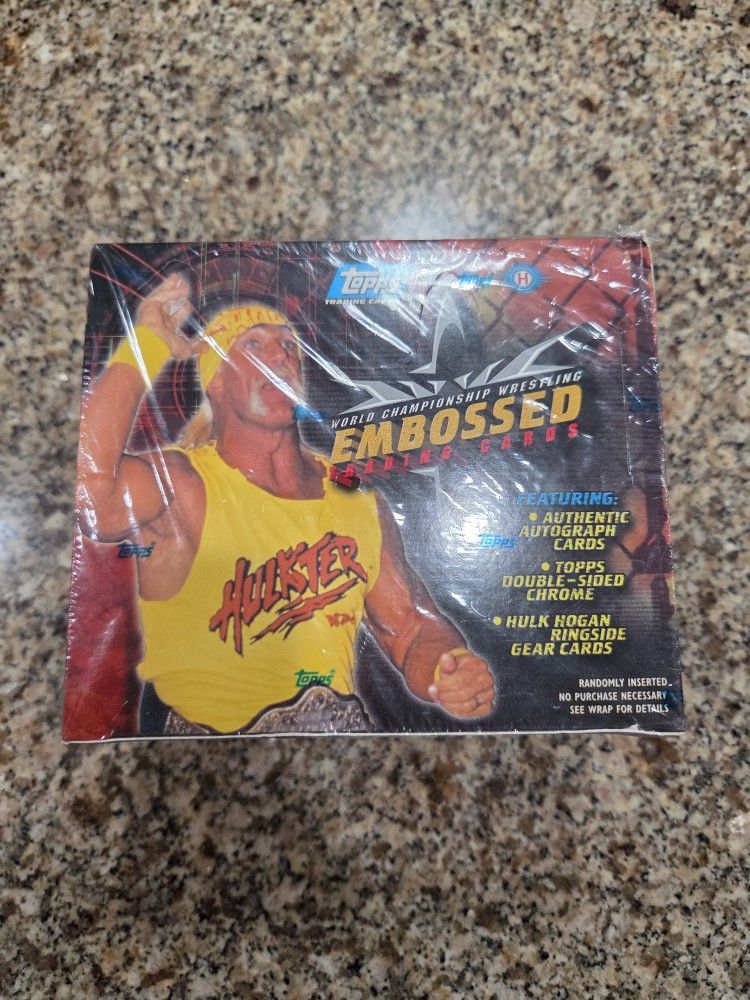 Topps
TRADING CARDS
H
WORLD CHAMPIONSHIP WRESTLING
EMBOSSED
TRADING CARDS
FEATURING:
• AUTHENTIC
AUTOGRAPH
CARDS
Topps
Topps
• TOPPS
DOUBLE-SIDED
CHROME
HULKSTER
• HULK HOGAN
RINGSIDE
GEAR CARDS
Topps
RANDOMLY INSERTED
NO PURCHASE NECESSARY
SEE WRAP FOR DETAILS